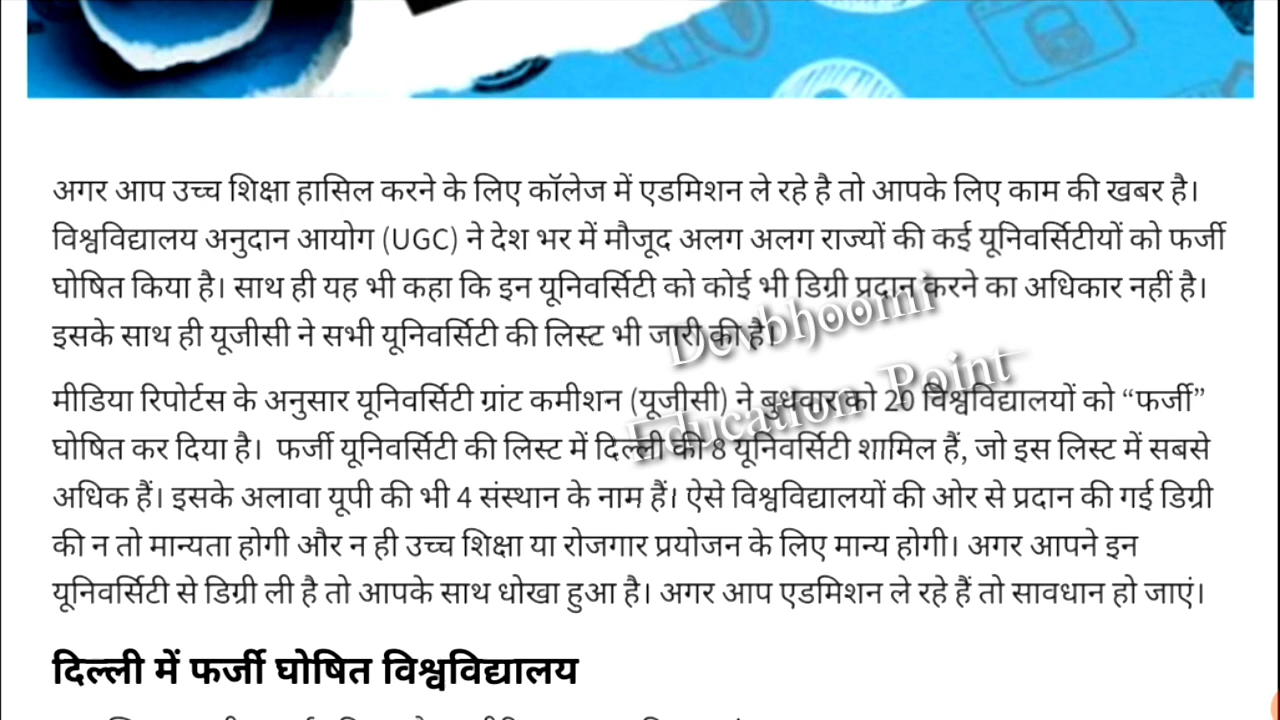 अगर आप उच्च शिक्षा हासिल करने के लिए कॉलेज में एडमिशन ले रहे है तो आपके लिए काम की खबर है।
विश्वविद्यालय अनुदान आयोग (UGC) ने देश भर में मौजूद अलग अलग राज्यों की कई यूनिवर्सिटीयों को फर्जी
घोषित किया है। साथ ही यह भी कहा कि इन यूनिवर्सिटी को कोई भी डिग्री प्रदान करने का अधिकार नहीं है।
इसके साथ ही यूजीसी ने सभी यूनिवर्सिटी की लिस्ट भी जारी की है।
Devbhoomi
Education Point
मीडिया रिपोर्टस के अनुसार यूनिवर्सिटी ग्रांट कमीशन (यूजीसी) ने बुधवार को 20 विश्वविद्यालयों को “फर्जी”
घोषित कर दिया है। फर्जी यूनिवर्सिटी की लिस्ट में दिल्ली की 8 यूनिवर्सिटी शामिल हैं, जो इस लिस्ट में सबसे
अधिक हैं। इसके अलावा यूपी की भी 4 संस्थान के नाम हैं। ऐसे विश्वविद्यालयों की ओर से प्रदान की गई डिग्री
की न तो मान्यता होगी और न ही उच्च शिक्षा या रोजगार प्रयोजन के लिए मान्य होगी। अगर आपने इन
यूनिवर्सिटी से डिग्री ली है तो आपके साथ धोखा हुआ है। अगर आप एडमिशन ले रहे हैं तो सावधान हो जाएं।
दिल्ली में फर्जी घोषित विश्वविद्यालय